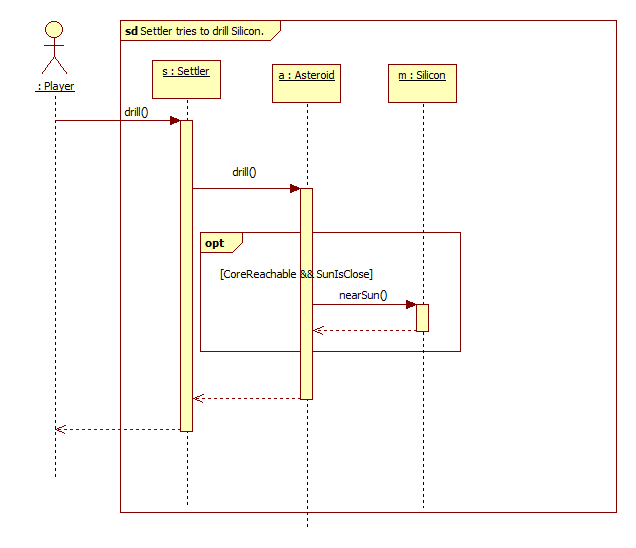 sd Settler tries to drill Silicon.
: Player
s : Settler
a : Asteroid
m : Silicon
drill()
drill()
opt
[CoreReachable && SunIsClose]
nearSun()